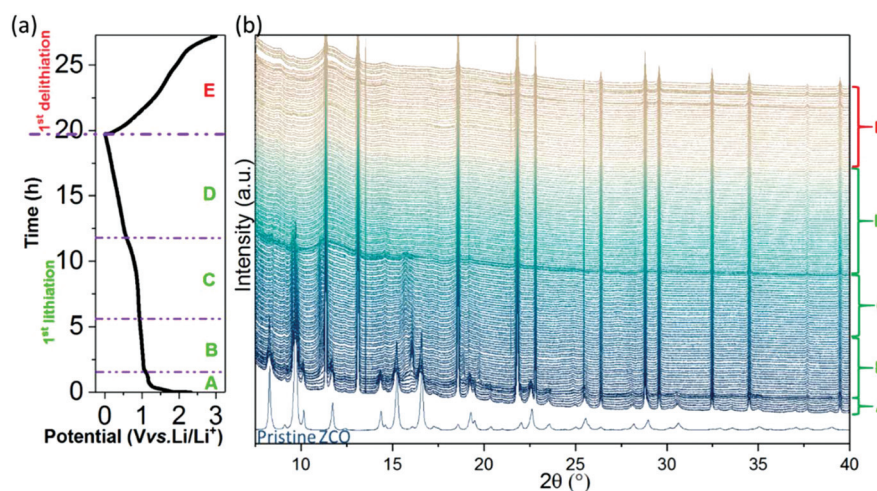 (a)
1st delithiation
1st lithiation
Time (h)
25
20
15
10
5
0
E
D
C
B
A
0 1 2 3
Potential (Vvs.Li/Li+)
(b)
Intensity (a.u.)
Pristine ZCO
10 15 20 25 30 35 40
2θ (°)